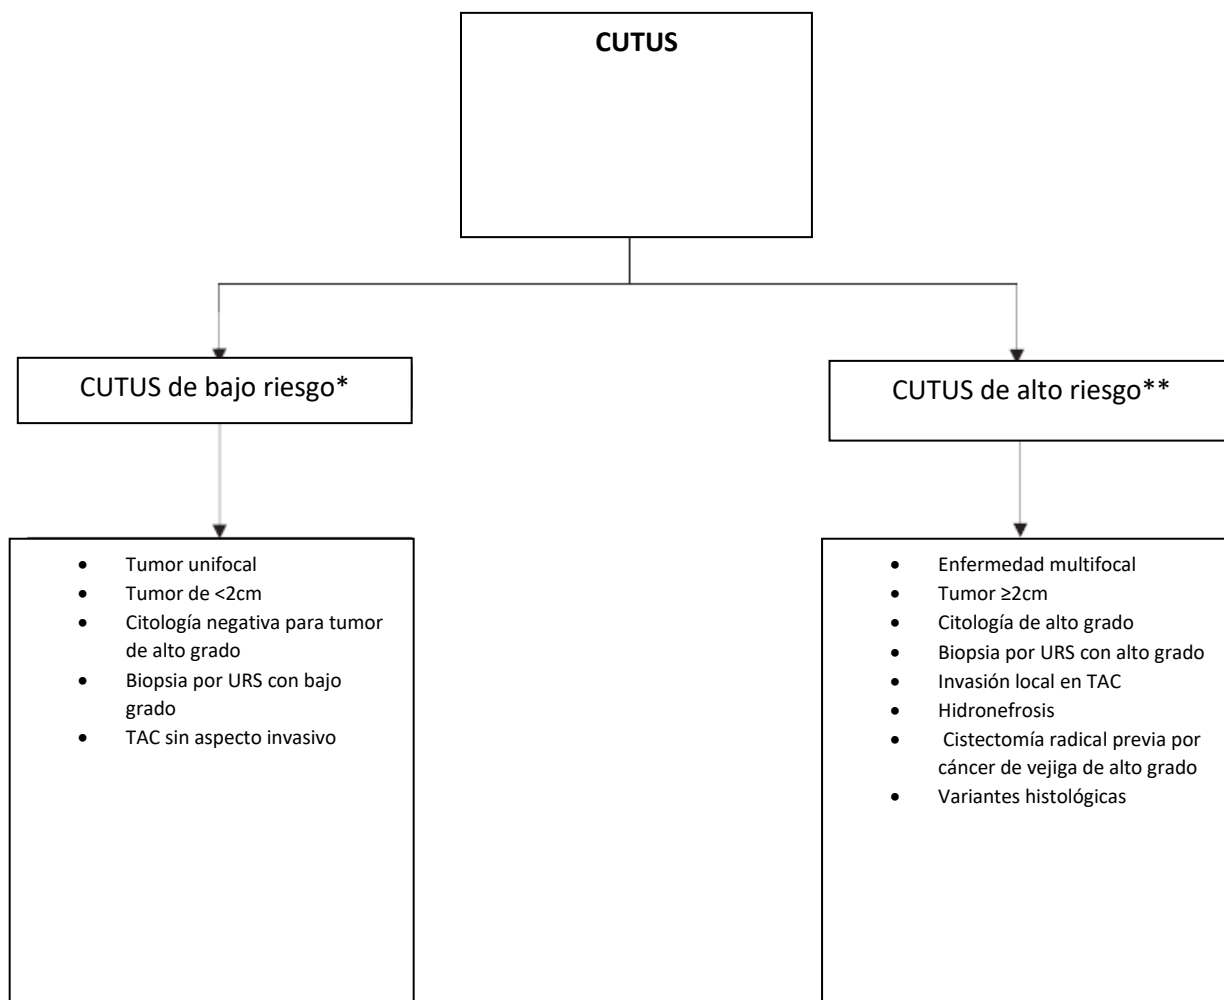 CUTUS
CUTUS de bajo riesgo*
CUTUS de alto riesgo**
• Tumor unifocal
• Tumor de <2cm
• Citología negativa para tumor
de alto grado
• Biopsia por URS con bajo
grado
• TAC sin aspecto invasivo
• Enfermedad multifocal
• Tumor ≥2cm
• Citología de alto grado
• Biopsia por URS con alto grado
• Invasión local en TAC
• Hidronefrosis
• Cistectomía radical previa por
cáncer de vejiga de alto grado
• Variantes histológicas